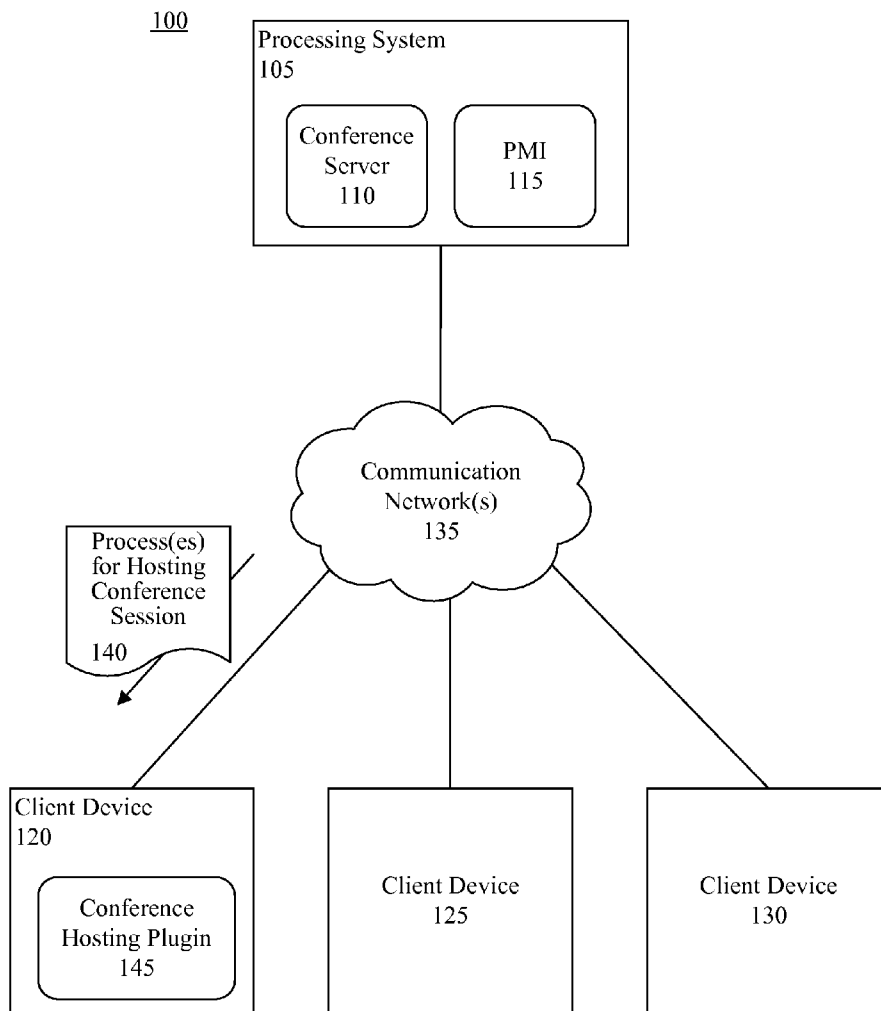 100
Processing System
105
Conference
Server
110
PMI
115
Communication
Network(s)
135
Process(es)
for Hosting
Conference
Session
140
Client Device
120
Conference
Hosting Plugin
145
Client Device
125
Client Device
130